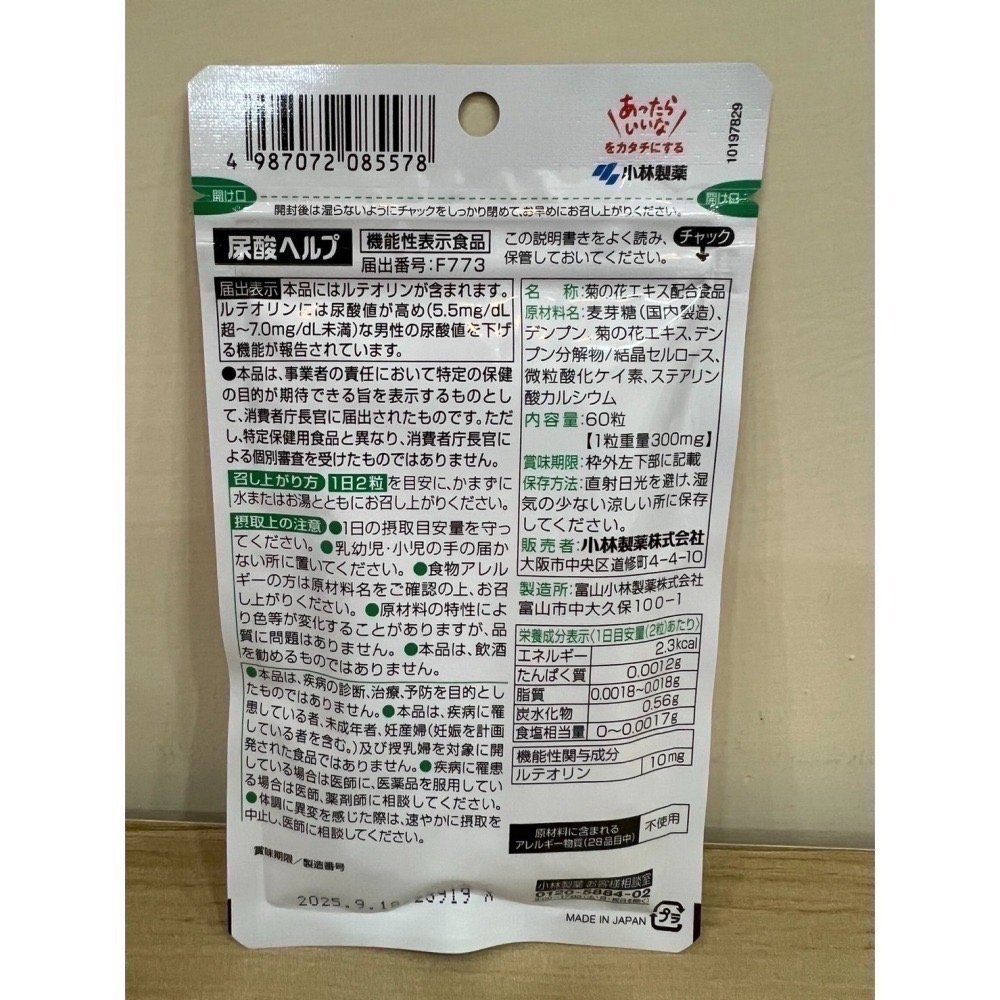 4 987072 085578
あったら
いいな
をカタチにする
小林製薬
10197829
開け口
開け口
開封後は湿らないようにチャックをしっかり閉めて、お早めにお召し上がりください。
尿酸ヘルプ
機能性表示食品
届出番号:F773
この説明書きをよく読み、
保管しておいてください。
チャック
届出表示 本品にはルテオリンが含まれます。
ルテオリンには尿酸値が高め(5.5mg/dL
超~7.0mg/dL未満)な男性の尿酸値を下げ
る機能が報告されています。
●本品は、事業者の責任において特定の保健
の目的が期待できる旨を表示するものとし
て、消費者庁長官に届出されたものです。ただ
し、特定保健用食品と異なり、消費者庁長官に
よる個別審査を受けたものではありません。
召し上がり方 1日2粒を目安に、かまずに
水またはお湯とともにお召し上がりください。
摂取上の注意 ●1日の摂取目安量を守っ
てください。●乳幼児・小児の手の届か
ない所に置いてください。●食物アレル
ギーの方は原材料名をご確認の上、お召
し上がりください。●原材料の特性によ
り色等が変化することがありますが、品
質に問題はありません。●本品は、飲酒
を勧めるものではありません。
●本品は、疾病の診断、治療、予防を目的とし
たものではありません。●本品は、疾病に罹
患している者、未成年者、妊産婦(妊娠を計画
している者を含む。)及び授乳婦を対象に開
発された食品ではありません。●疾病に罹患
している場合は医師に、医薬品を服用してい
る場合は医師、薬剤師に相談してください。
●体調に異変を感じた際は、速やかに摂取を
中止し、医師に相談してください。
賞味期限/製造番号
2025.9.1
名 称:菊の花エキス配合食品
原材料名:麦芽糖(国内製造)、
デンプン、菊の花エキス、デン
プン分解物/結晶セルロース、
微粒酸化ケイ素、ステアリン
酸カルシウム
内容量:60粒
【1粒重量300mg】
賞味期限:枠外左下部に記載
保存方法:直射日光を避け、湿
気の少ない涼しい所に保存
してください。
販売者:小林製薬株式会社
大阪市中央区道修町4-4-10
製造所:富山小林製薬株式会社
富山市中大久保100-1
栄養成分表示〈1日目安量(2粒)あたり〉
エネルギー 2.3kcal
たんぱく質 0.0012g
脂質 0.0018~0.018g
炭水化物 0.56g
食塩相当量 0~0.0017g
機能性関与成分
ルテオリン 10mg
原材料に含まれる
アレルギー物質(28品目中)
不使用
小林製薬 お客様相談室
0120-5884-02
MADE IN JAPAN
プラ